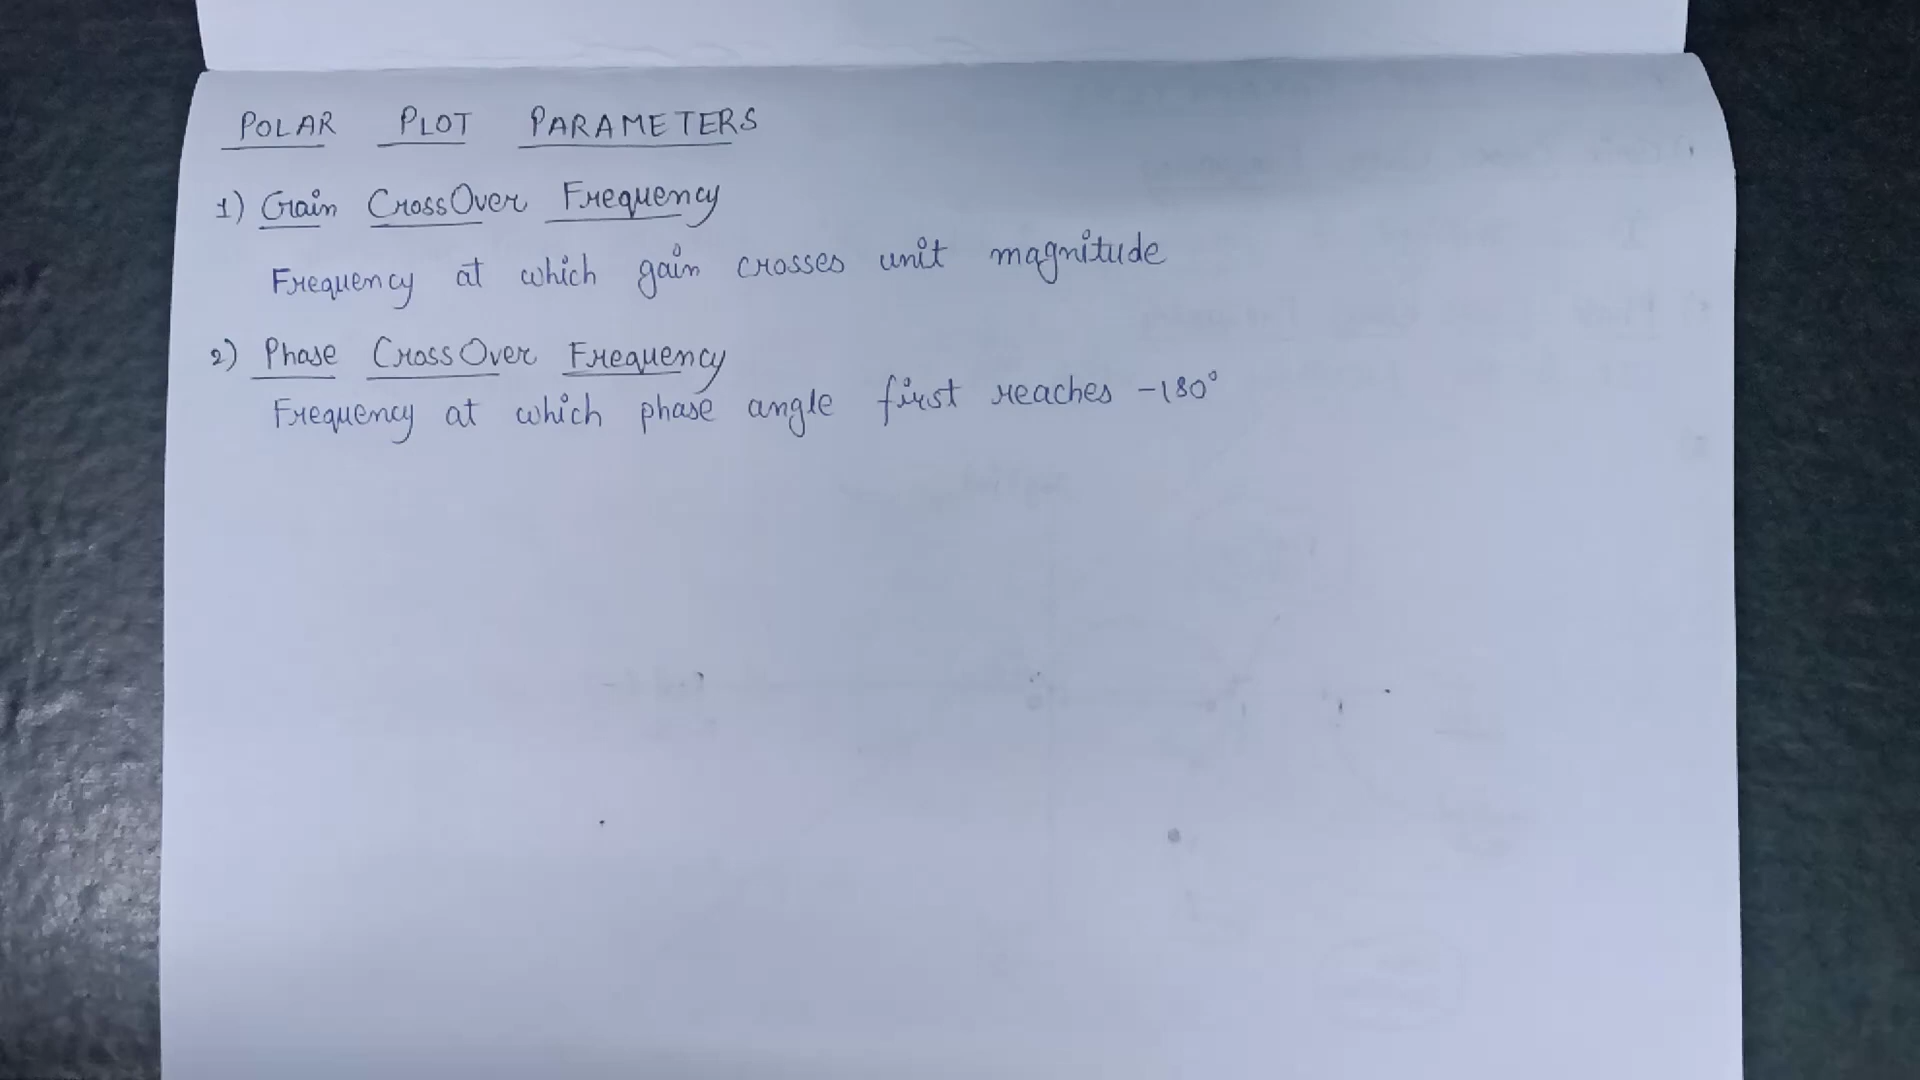 POLAR PLOT PARAMETERS
1) Gain CrossOver Frequency
Frequency at which gain crosses unit magnitude
2) Phase CrossOver Frequency
Frequency at which phase angle first reaches -180°